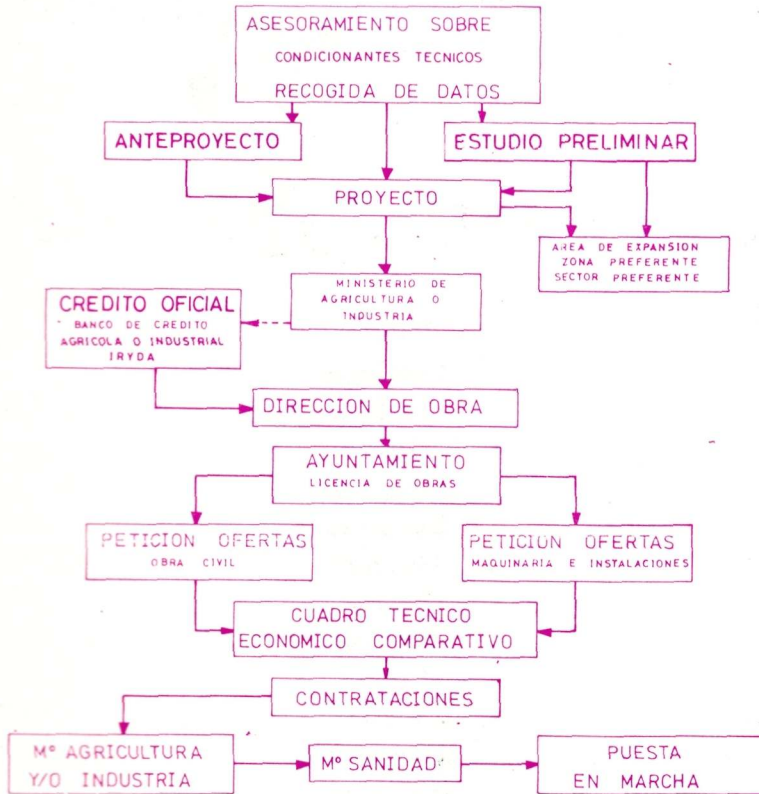 ASESORAMIENTO SOBRE
CONDICIONANTES TECNICOS
RECOGIDA DE DATOS
ANTEPROYECTO
ESTUDIO PRELIMINAR
PROYECTO
AREA DE EXPANSION
ZONA PREFERENTE
SECTOR PREFERENTE
MINISTERIO DE
AGRICULTURA O
INDUSTRIA
CREDITO OFICIAL
BANCO DE CREDITO
AGRICOLA O INDUSTRIAL
IRYDA
DIRECCION DE OBRA
AYUNTAMIENTO
LICENCIA DE OBRAS
PETICION OFERTAS
OBRA CIVIL
PETICION OFERTAS
MAQUINARIA E INSTALACIONES
CUADRO TECNICO
ECONOMICO COMPARATIVO
CONTRATACIONES
Mº AGRICULTURA
Y/O INDUSTRIA
Mº SANIDAD
PUESTA
EN MARCHA